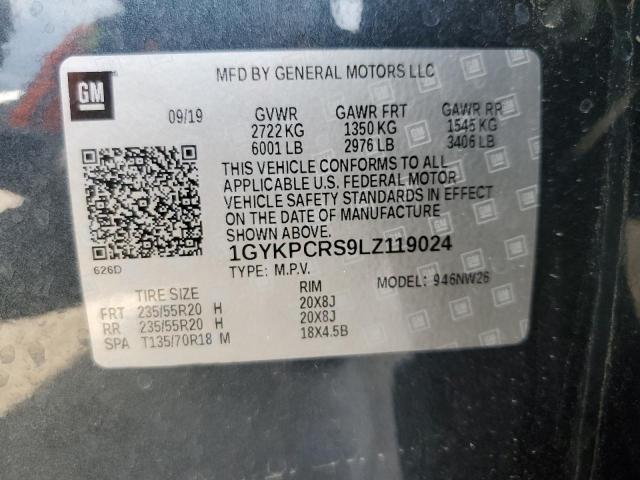 GM
MFD BY GENERAL MOTORS LLC
09/19 GVWR GAWR FRT GAWR RR
2722 KG 1350 KG 1545 KG
6001 LB 2976 LB 3406 LB
THIS VEHICLE CONFORMS TO ALL
APPLICABLE U.S. FEDERAL MOTOR
VEHICLE SAFETY STANDARDS IN EFFECT
ON THE DATE OF MANUFACTURE
SHOWN ABOVE.
1GYKPCRS9LZ119024
626D TYPE: M.P.V. MODEL: 946NW26
TIRE SIZE RIM
FRT 235/55R20 H 20X8J
RR 235/55R20 H 20X8J
SPA T135/70R18 M 18X4.5B